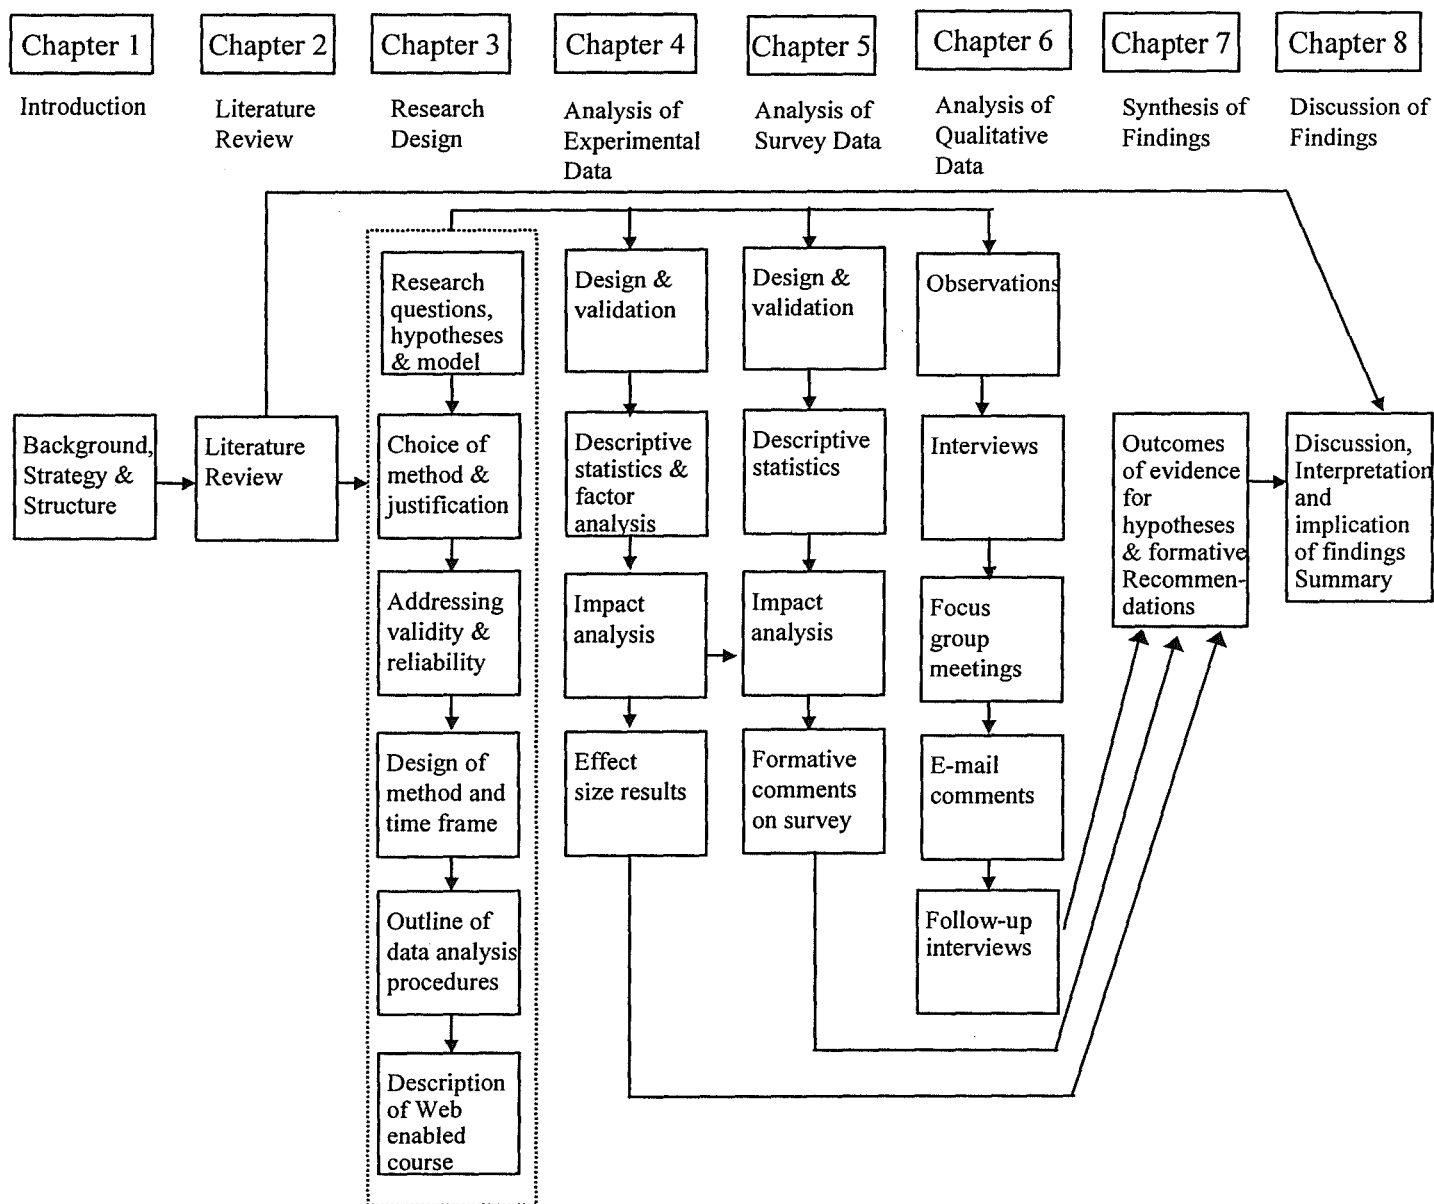 Chapter 1
Chapter 2
Chapter 3
Chapter 4
Chapter 5
Chapter 6
Chapter 7
Chapter 8
Introduction
Literature
Review
Research
Design
Analysis of
Experimental
Data
Analysis of
Survey Data
Analysis of
Qualitative
Data
Synthesis of
Findings
Discussion of
Findings
Background,
Strategy &
Structure
Literature
Review
Research
questions,
hypotheses
& model
Choice of
method &
justification
Addressing
validity &
reliability
Design of
method and
time frame
Outline of
data analysis
procedures
Description
of Web
enabled
course
Design &
validation
Descriptive
statistics &
factor
analysis
Impact
analysis
Effect
size results
Design &
validation
Descriptive
statistics
Impact
analysis
Formative
comments
on survey
Observations
Interviews
Focus
group
meetings
E-mail
comments
Follow-up
interviews
Outcomes
of evidence
for
hypotheses
& formative
Recommen-
dations
Discussion,
Interpretation
and
implication
of findings
Summary